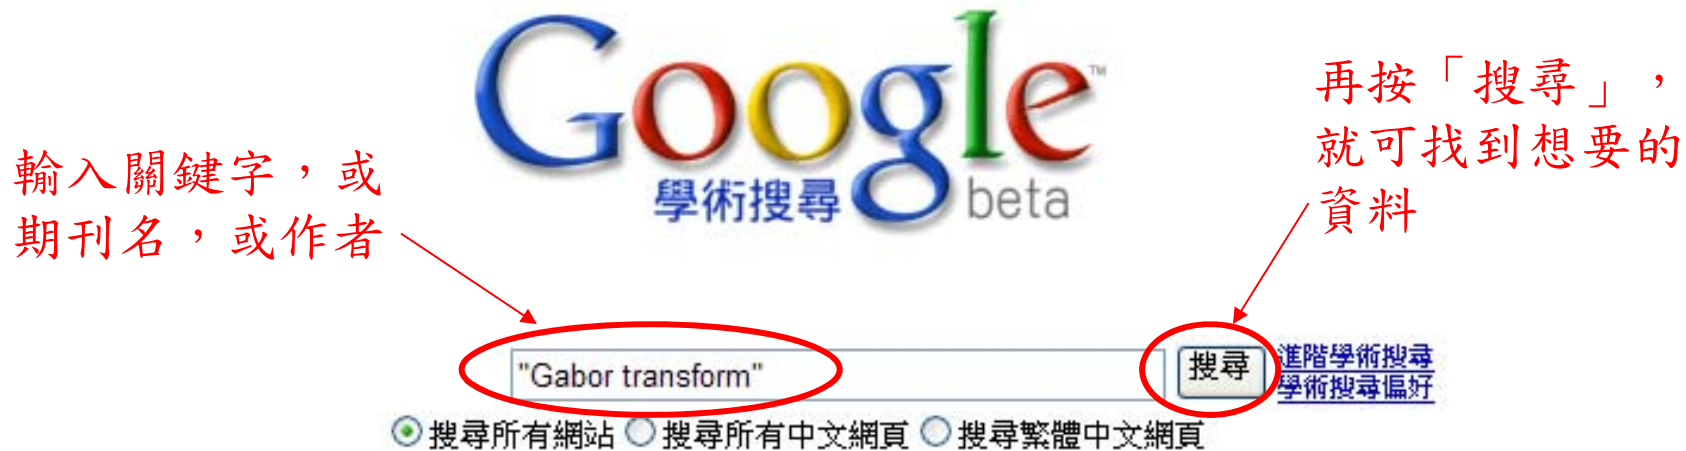 Google™
學術搜尋 beta
輸入關鍵字，或
期刊名，或作者
再按「搜尋」，
就可找到想要的
資料
"Gabor transform"
搜尋
進階學術搜尋
學術搜尋偏好
搜尋所有網站 搜尋所有中文網頁 搜尋繁體中文網頁